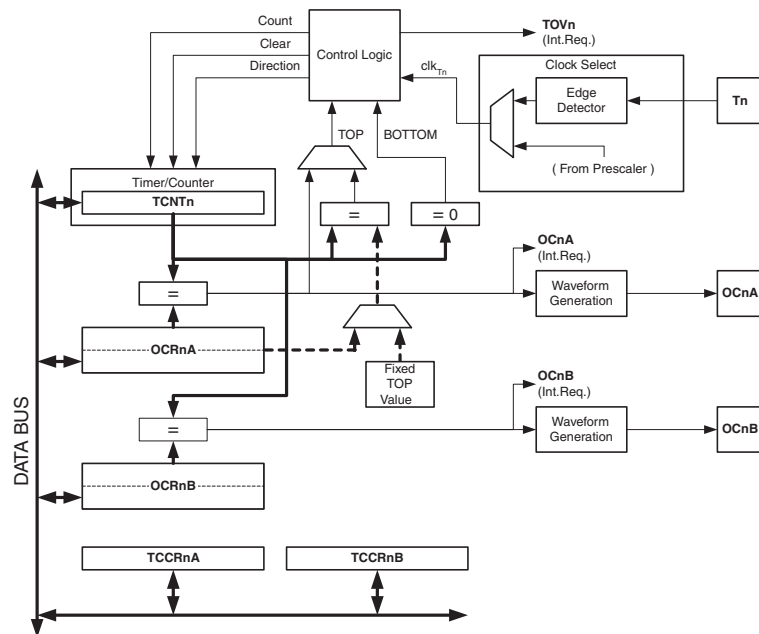 Count
TOVn
(Int.Req.)
Clear
Control Logic
Direction
clk_Tn
Clock Select
Edge
Detector
Tn
( From Prescaler )
TOP
BOTTOM
Timer/Counter
TCNTn
=
= 0
OCnA
(Int.Req.)
=
Waveform
Generation
OCnA
OCRnA
Fixed
TOP
Value
OCnB
(Int.Req.)
=
Waveform
Generation
OCnB
OCRnB
DATA BUS
TCCRnA
TCCRnB